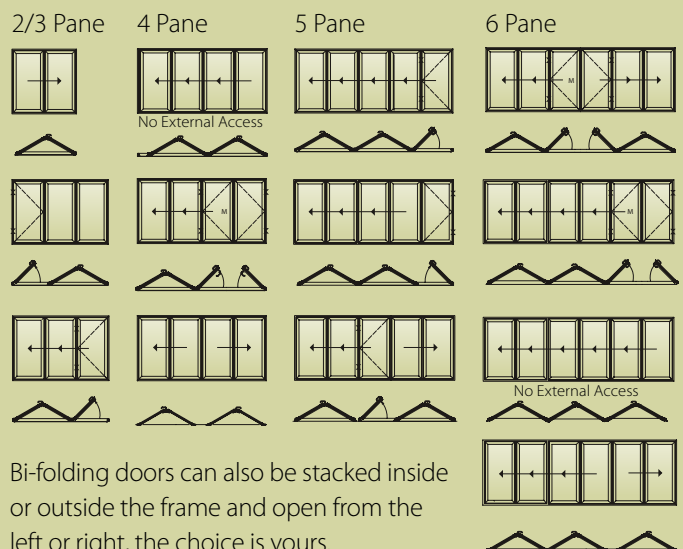 2/3 Pane 4 Pane 5 Pane 6 Pane
M
No External Access
M
M
No External Access
Bi-folding doors can also be stacked inside
or outside the frame and open from the
left or right, the choice is yours